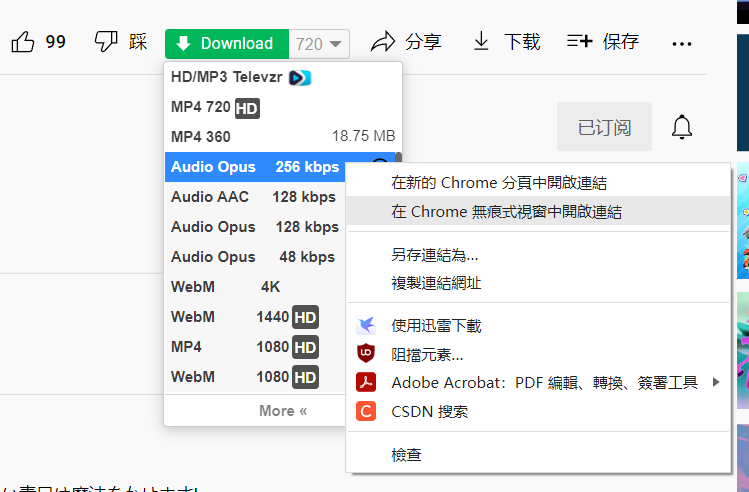 99 踩 Download 720 分享 下载 保存 ...
HD/MP3 Televzr
MP4 720 HD
MP4 360 18.75 MB
已订阅
Audio Opus 256 kbps
Audio AAC 128 kbps
Audio Opus 128 kbps
Audio Opus 48 kbps
WebM 4K
WebM 1440 HD
MP4 1080 HD
WebM 1080 HD
More «
在新的 Chrome 分頁中開啟連結
在 Chrome 無痕式視窗中開啟連結
另存連結為...
複製連結網址
使用迅雷下載
阻擋元素...
Adobe Acrobat：PDF 編輯、轉換、簽署工具
CSDN 搜索
檢查